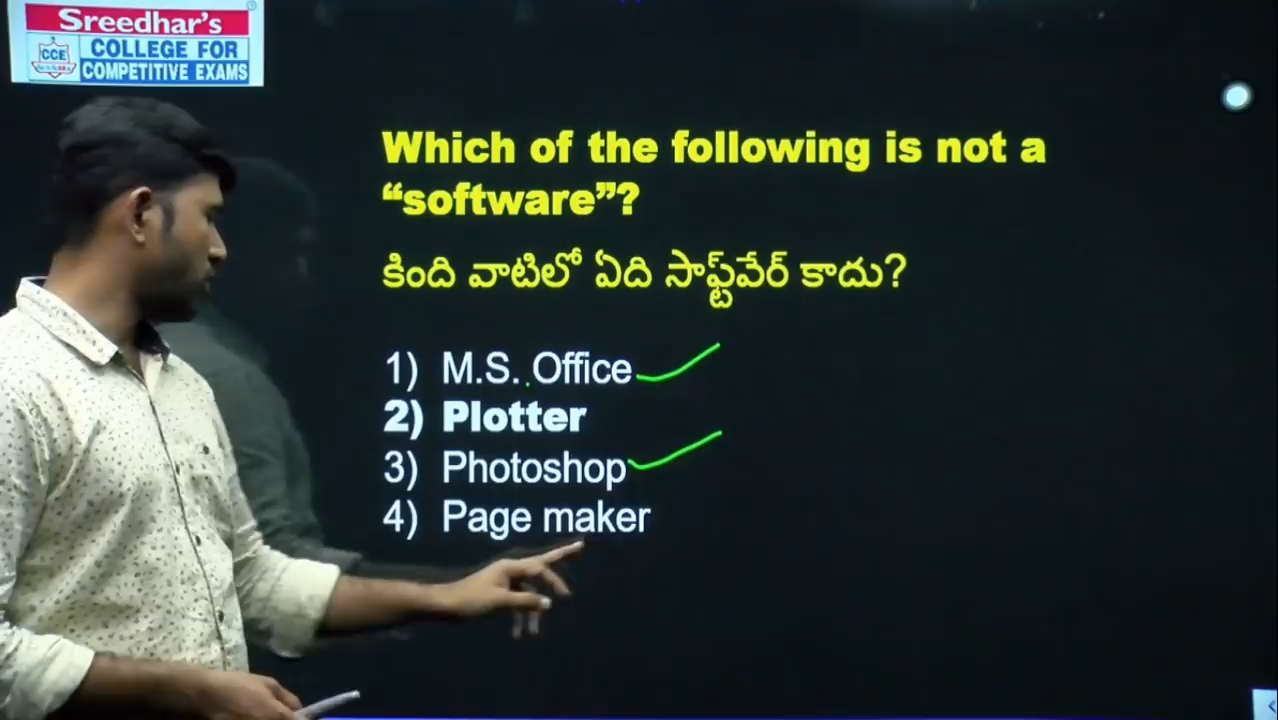 Sreedhar's
CCE
COLLEGE FOR
COMPETITIVE EXAMS
Which of the following is not a
“software”?
కింది వాటిలో ఏది సాఫ్ట్‌వేర్ కాదు?
1) M.S. Office
2) Plotter
3) Photoshop
4) Page maker